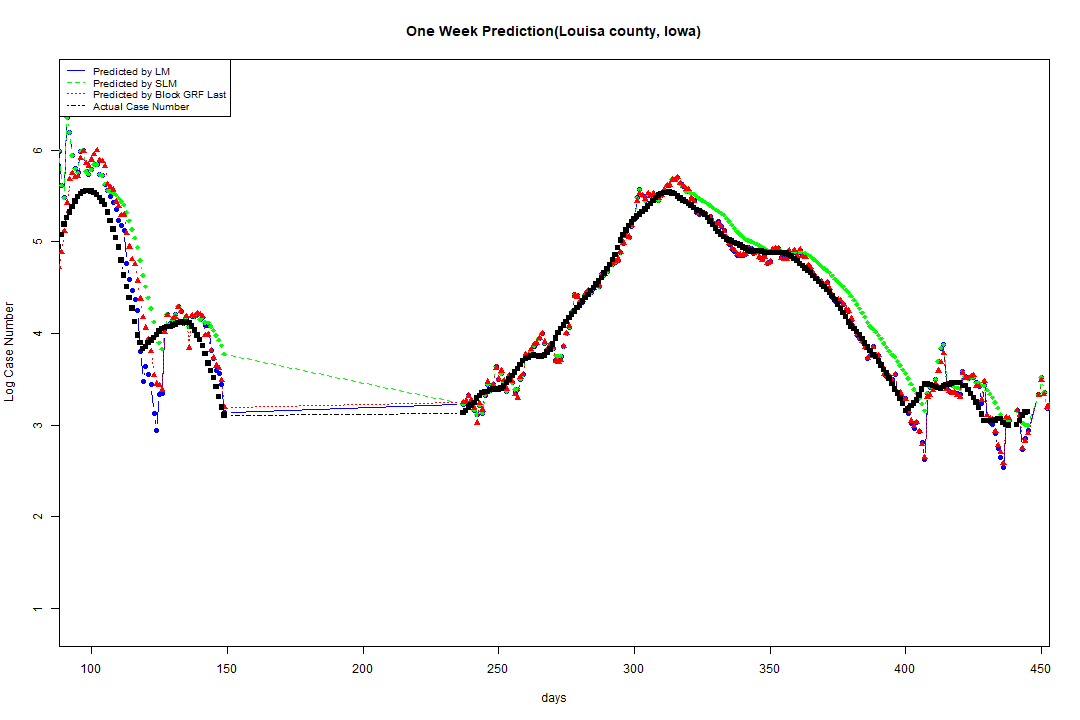 One Week Prediction(Louisa county, Iowa)
Predicted by LM
Predicted by SLM
Predicted by Block GRF Last
Actual Case Number
Log Case Number
6
5
4
3
2
1
100 150 200 250 300 350 400 450
days